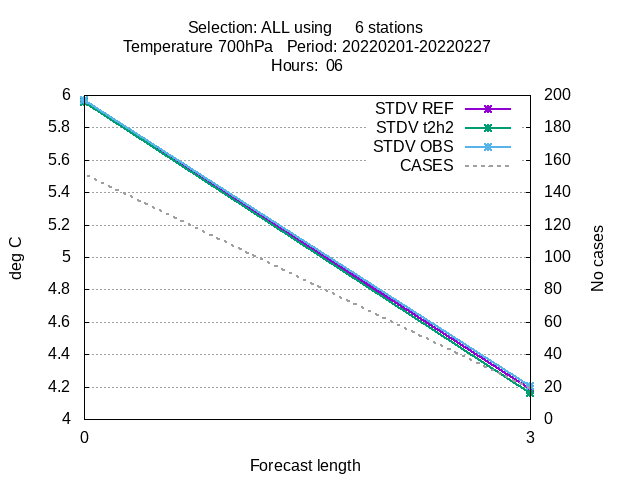 Selection: ALL using 6 stations
Temperature 700hPa Period: 20220201-20220227
Hours: 06
6
5.8
5.6
5.4
5.2
5
4.8
4.6
4.4
4.2
4
deg C
STDV REF
STDV t2h2
STDV OBS
CASES
200
180
160
140
120
100
80
60
40
20
0
No cases
0
3
Forecast length